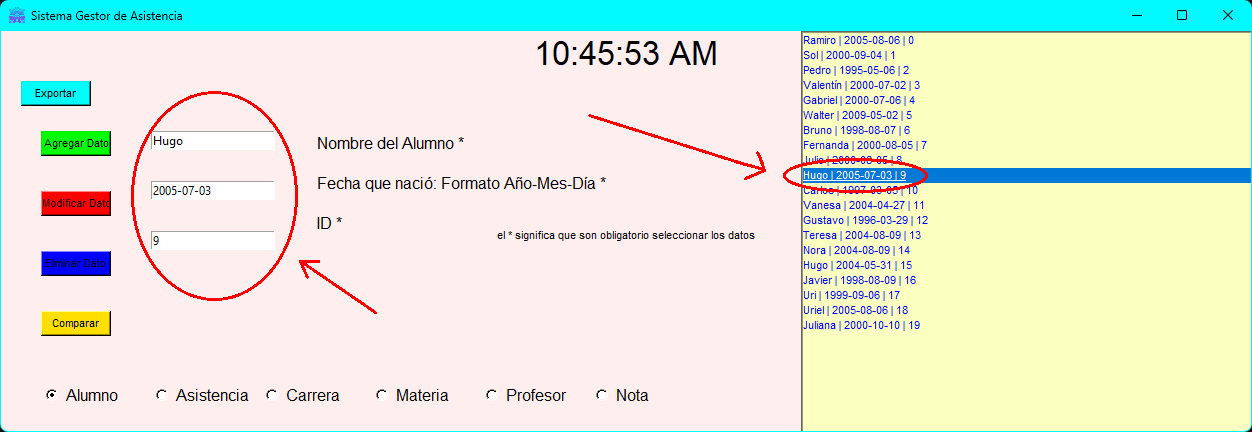 Sistema Gestor de Asistencia
10:45:53 AM
Exportar
Agregar Dato
Hugo
Nombre del Alumno *
Modificar Dato
2005-07-03
Fecha que nació: Formato Año-Mes-Día *
ID *
9
el * significa que son obligatorio seleccionar los datos
Eliminar Dato
Comparar
Alumno
Asistencia
Carrera
Materia
Profesor
Nota
Ramiro | 2005-08-06 | 0
Sol | 2000-09-04 | 1
Pedro | 1995-05-06 | 2
Valentín | 2000-07-02 | 3
Gabriel | 2000-07-06 | 4
Walter | 2009-05-02 | 5
Bruno | 1998-08-07 | 6
Fernanda | 2000-08-05 | 7
Julio | 2000-08-05 | 8
Hugo | 2005-07-03 | 9
Carlos | 1997-03-09 | 10
Vanesa | 2004-04-27 | 11
Gustavo | 1996-03-29 | 12
Teresa | 2004-08-09 | 13
Nora | 2004-08-09 | 14
Hugo | 2004-05-31 | 15
Javier | 1998-08-09 | 16
Uri | 1999-09-06 | 17
Uriel | 2005-08-06 | 18
Juliana | 2000-10-10 | 19